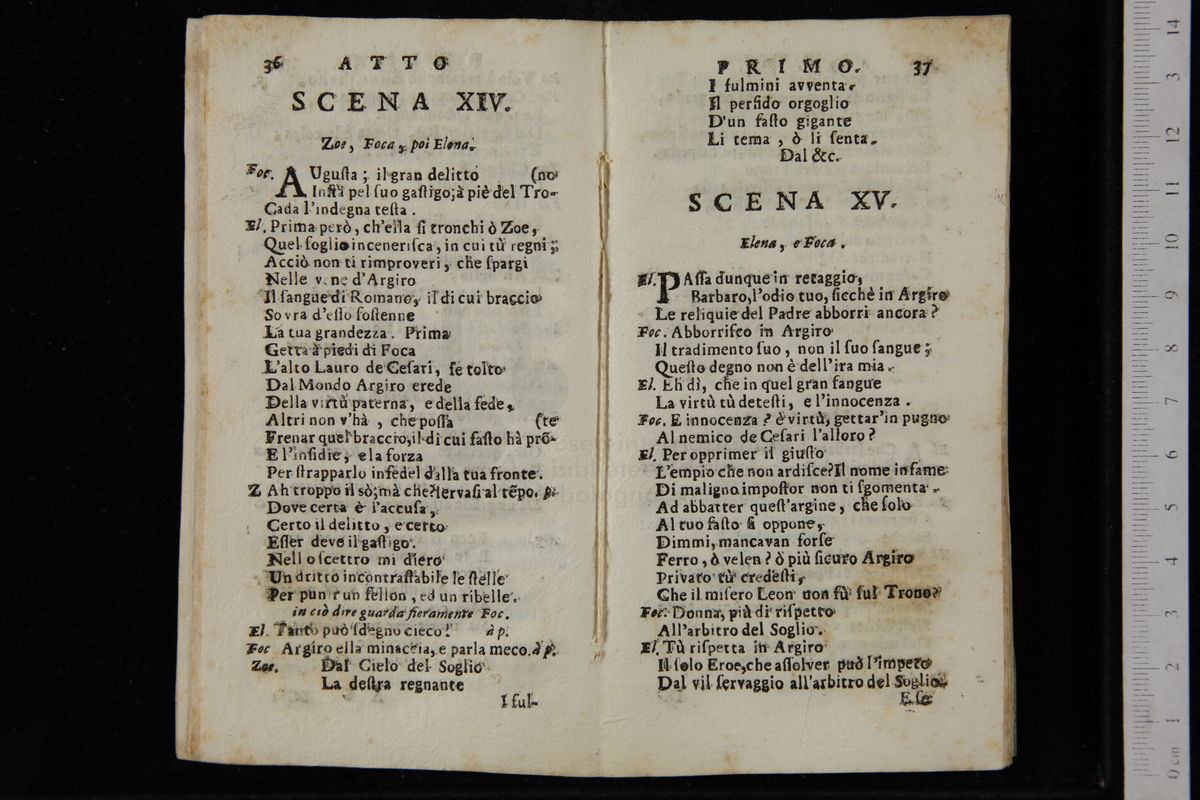 36 ATTO
SCENA XIV.
Zoe, Foca, poi Elena.
Foc. AUgusta; il gran delitto (no
Instà pel suo gastigo; à piè del Tro-
Cada l'indegna testa.
El. Prima però, ch'ella si tronchi ò Zoe,
Quel soglio incenerisca, in cui tù regni;
Acciò non ti rimproveri, che spargi
Nelle vene d'Argiro
Il sangue di Romano, il di cui braccio
Sovra d'esso sostenne
La tua grandezza. Prima
Getta à piedi di Foca
L'alto Lauro de Cesari, se tolto
Dal Mondo Argiro erede
Della virtù paterna, e della fede,
Altri non v'hà, che possa (te
Frenar quel braccio, il di cui fasto hà prõ-
E l'insidie, e la forza
Per strapparlo infedel dalla tua fronte.
Z Ah troppo il sò; mà che? servasi al tẽpo. pi.
Dove certa è l'accusa,
Certo il delitto, e certo
Esser deve il gastigo.
Nello scettro mi diero
Un dritto incontrastabile le stelle
Per punir un fellon, ed un ribelle.
in ciò dire guarda fieramente Foc.
El. Tanto può sdegno cieco! à p.
Foc Argiro ella minaccia, e parla meco. à p.
Zoe. Dal Cielo del Soglio
La destra regnante
I ful-
PRIMO. 37
I fulmini avventa.
Il perfido orgoglio
D'un fasto gigante
Li tema, ò li senta.
Dal &c.
SCENA XV.
Elena, e Foca.
El. PAssa dunque in retaggio,
Barbaro, l'odio tuo, sicchè in Argiro
Le reliquie del Padre abborri ancora?
Foc. Abborrisco in Argiro
Il tradimento suo, non il suo sangue;
Questo degno non è dell'ira mia.
El. Eh dì, che in quel gran sangue
La virtù tù detesti, e l'innocenza.
Foc. E innocenza? è virtù, gettar'in pugno
Al nemico de Cesari l'alloro?
El. Per opprimer il giusto
L'empio che non ardisce? Il nome infame
Di maligno impostor non ti sgomenta.
Ad abbatter quest'argine, che solo
Al tuo fasto si oppone,
Dimmi, mancavan forse
Ferro, ò velen? ò più sicuro Argiro
Privato tù credesti,
Che il misero Leon non fù sul Trono?
Foc. Donna, più di rispetto
All'arbitro del Soglio.
El. Tù rispetta in Argiro
Il solo Eroe, che assolver può l'impero
Dal vil servaggio all'arbitro del Soglio.
E se